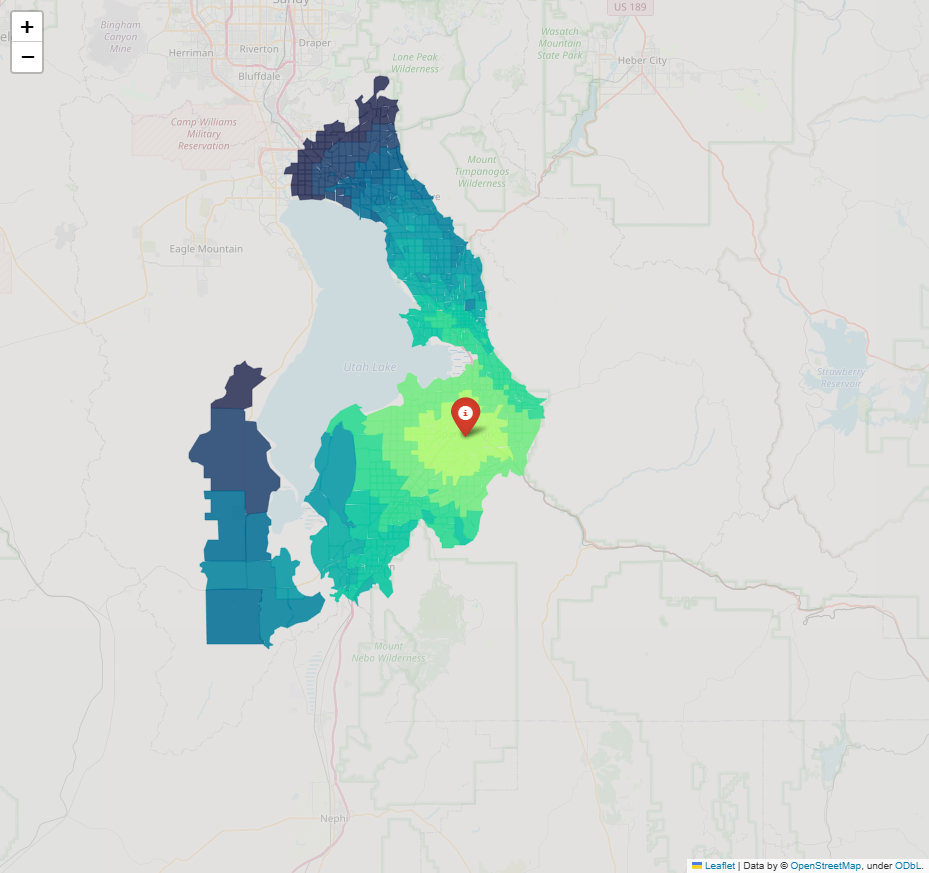 +
−
Sandy
US 189
Bingham
Canyon
Mine
Herriman
Riverton
Draper
Bluffdale
Lone Peak
Wilderness
Wasatch
Mountain
State Park
Heber City
Camp Williams
Military
Reservation
Mount
Timpanogos
Wilderness
Eagle Mountain
Utah Lake
Strawberry
Reservoir
Mount
Nebo Wilderness
Nephi
Leaflet | Data by © OpenStreetMap, under ODbL.